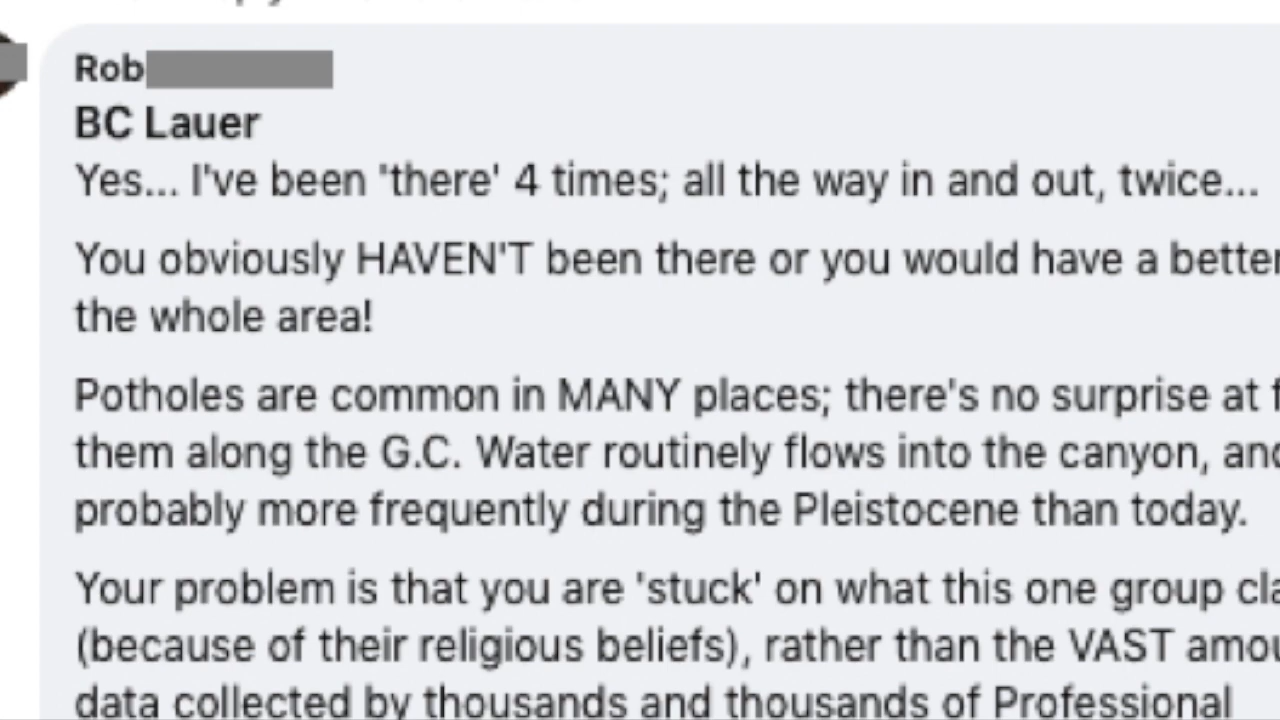 Rob
BC Lauer
Yes... I've been 'there' 4 times; all the way in and out, twice...
You obviously HAVEN'T been there or you would have a better
the whole area!
Potholes are common in MANY places; there's no surprise at
them along the G.C. Water routinely flows into the canyon, and
probably more frequently during the Pleistocene than today.
Your problem is that you are 'stuck' on what this one group
(because of their religious beliefs), rather than the VAST
data collected by thousands and thousands of Professional